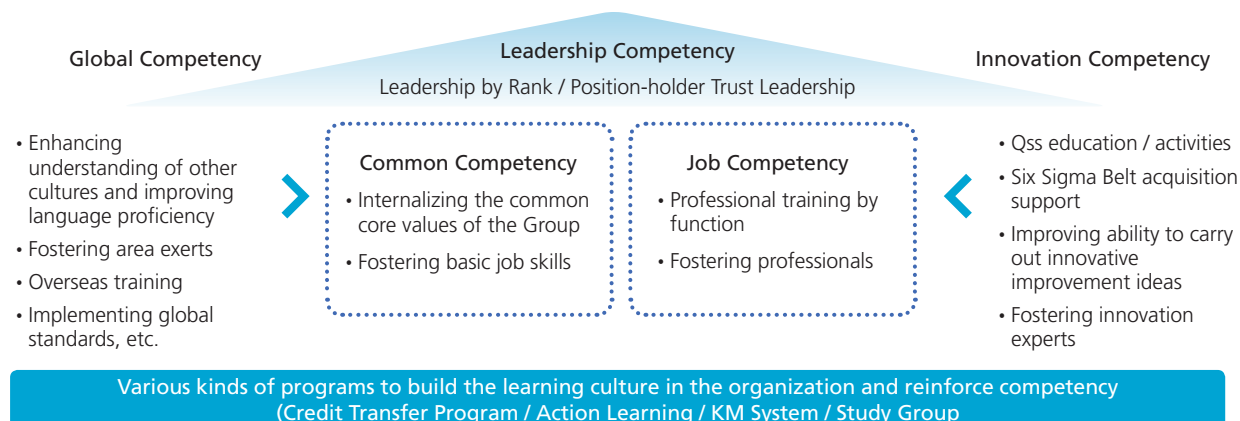 Global Competency
Leadership Competency
Leadership by Rank / Position-holder Trust Leadership
Innovation Competency
• Enhancing
understanding of other
cultures and improving
language proficiency
• Fostering area exerts
• Overseas training
• Implementing global
standards, etc.
Common Competency
• Internalizing the common
core values of the Group
• Fostering basic job skills
Job Competency
• Professional training by
function
• Fostering professionals
• Qss education / activities
• Six Sigma Belt acquisition
support
• Improving ability to carry
out innovative
improvement ideas
• Fostering innovation
experts
Various kinds of programs to build the learning culture in the organization and reinforce competency
(Credit Transfer Program / Action Learning / KM System / Study Group